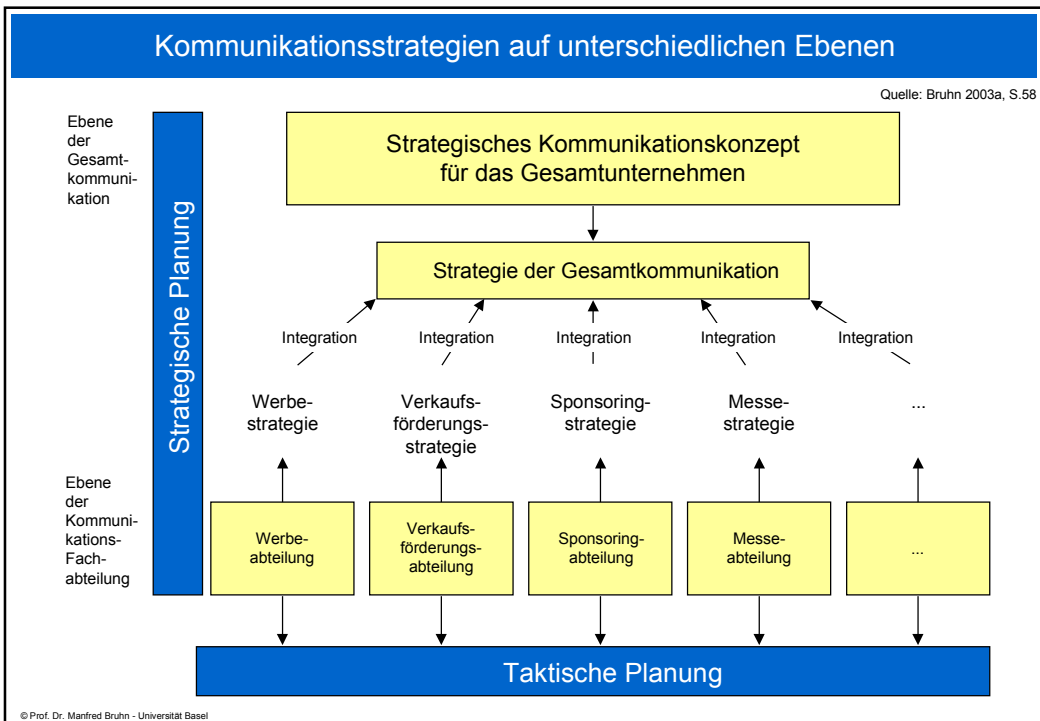 Kommunikationsstrategien auf unterschiedlichen Ebenen
Quelle: Bruhn 2003a, S.58
Ebene
der
Gesamt-
kommuni-
kation
Strategische Planung
Strategisches Kommunikationskonzept
für das Gesamtunternehmen
Strategie der Gesamtkommunikation
Integration
Integration
Integration
Integration
Integration
Werbe-
strategie
Verkaufs-
förderungs-
strategie
Sponsoring-
strategie
Messe-
strategie
...
Ebene
der
Kommuni-
kations-
Fach-
abteilung
Werbe-
abteilung
Verkaufs-
förderungs-
abteilung
Sponsoring-
abteilung
Messe-
abteilung
...
Taktische Planung
© Prof. Dr. Manfred Bruhn - Universität Basel